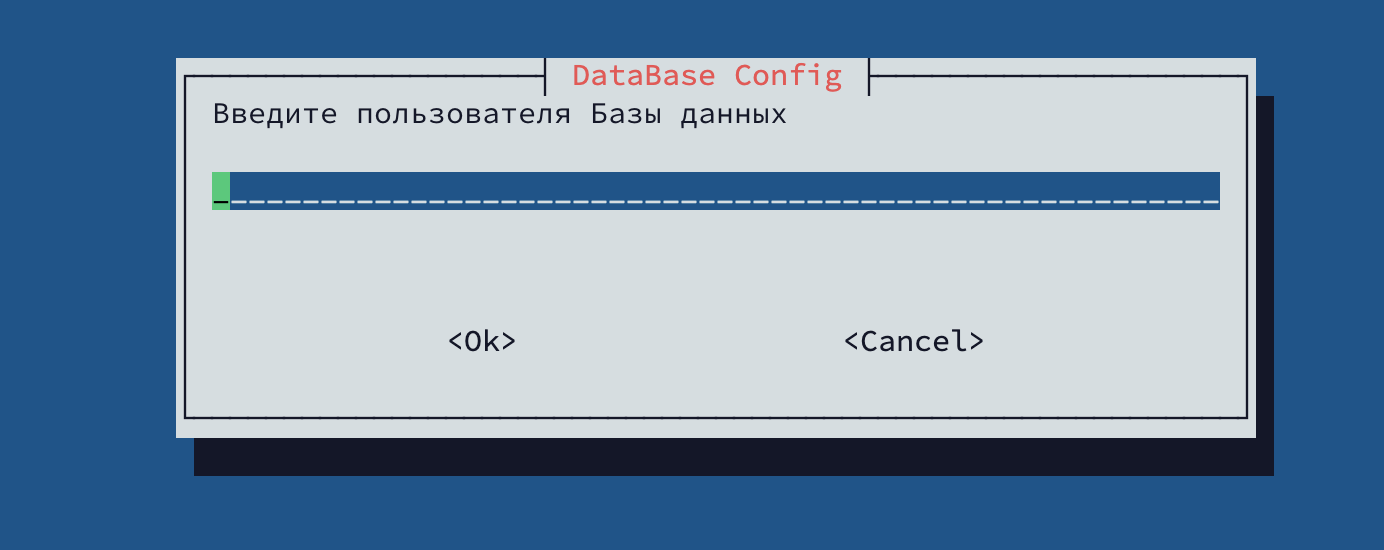 DataBase Config
Введите пользователя Базы данных
<Ok> <Cancel>